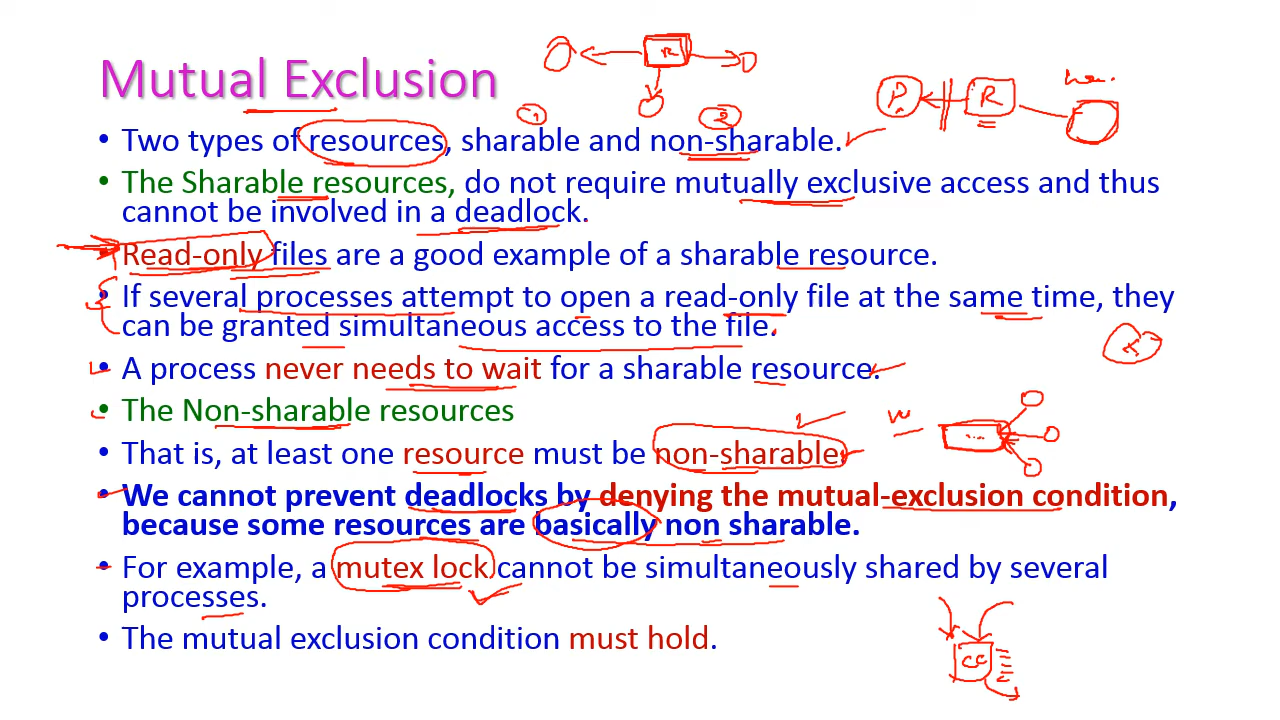 Mutual Exclusion
R
1
2
P
R
• Two types of resources, sharable and non-sharable.
• The Sharable resources, do not require mutually exclusive access and thus
cannot be involved in a deadlock.
• Read-only files are a good example of a sharable resource.
• If several processes attempt to open a read-only file at the same time, they
can be granted simultaneous access to the file.
• A process never needs to wait for a sharable resource.
• The Non-sharable resources
• That is, at least one resource must be non-sharable.
• We cannot prevent deadlocks by denying the mutual-exclusion condition,
because some resources are basically non sharable.
• For example, a mutex lock cannot be simultaneously shared by several
processes.
• The mutual exclusion condition must hold.